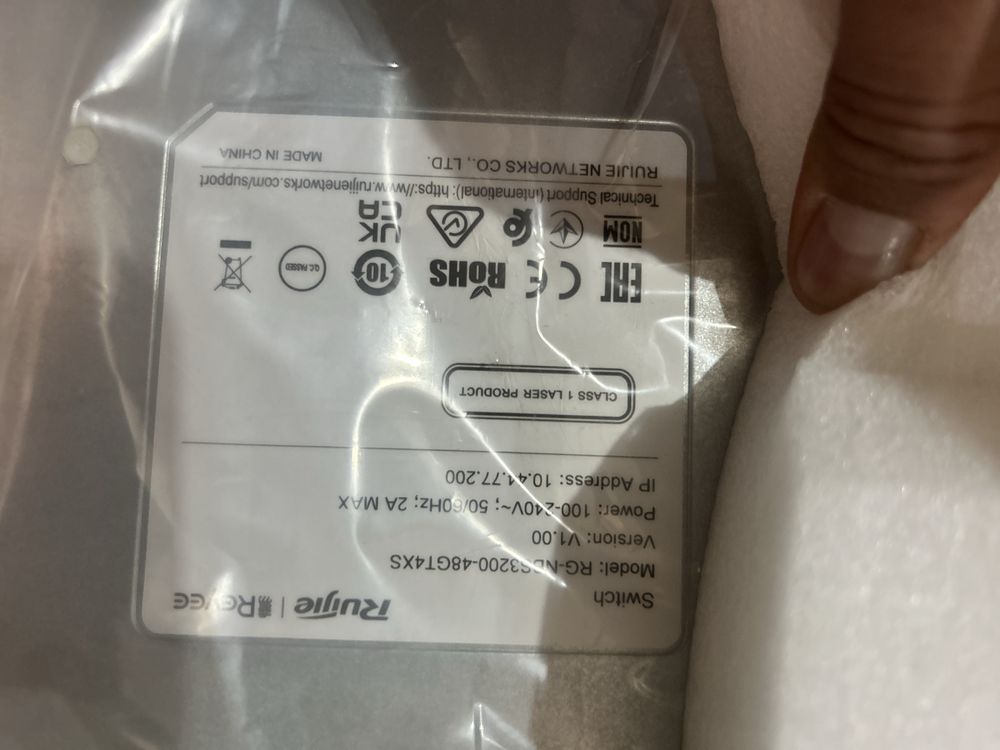 Ruijie | Reyee
Switch
Model: RG-NBS3200-48GT4XS
Version: V1.00
Power: 100-240V~; 50/60Hz; 2A MAX
IP Address: 10.44.77.200
CLASS 1 LASER PRODUCT
EAC CE RoHS 10 Q.C. PASSED
NOM UKCA
Technical Support (International): https://www.ruijienetworks.com/support
RUIJIE NETWORKS CO., LTD. MADE IN CHINA